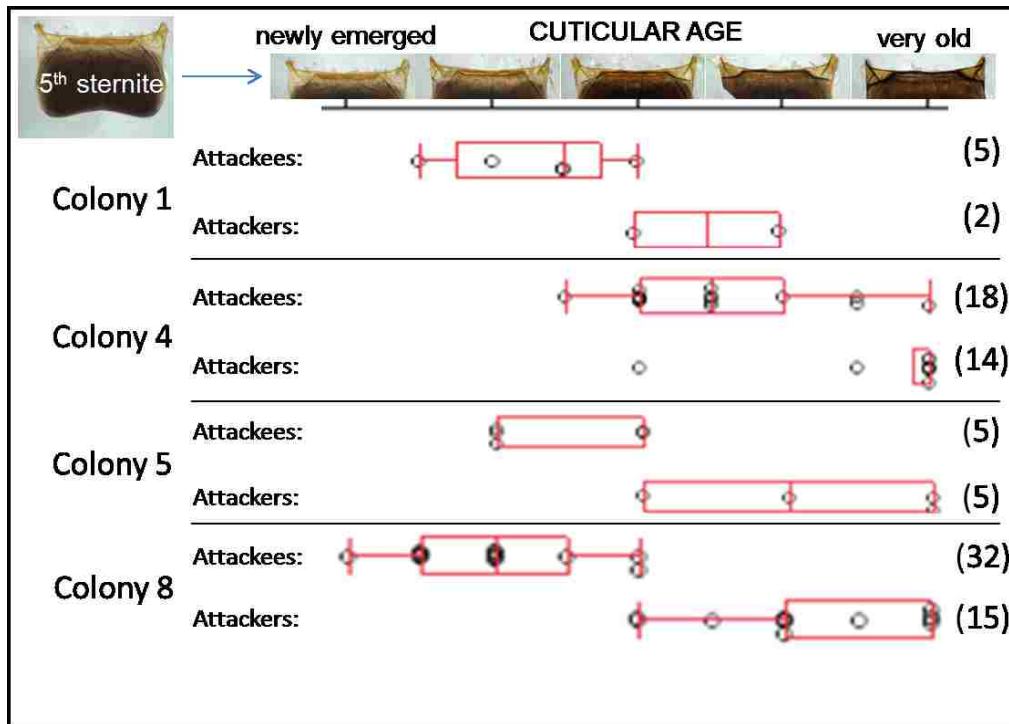 newly emerged CUTICULAR AGE very old
5th sternite
Attackees: (5)
Colony 1
Attackers: (2)
Attackees: (18)
Colony 4
Attackers: (14)
Attackees: (5)
Colony 5
Attackers: (5)
Attackees: (32)
Colony 8
Attackers: (15)